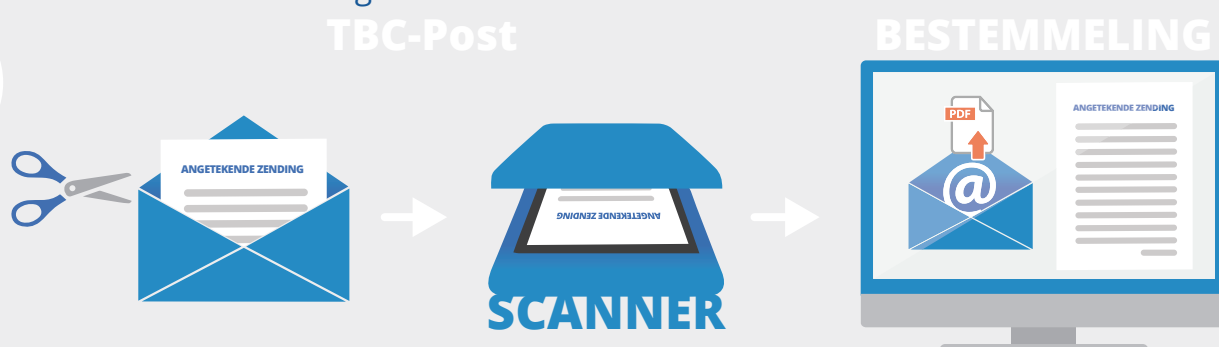 TBC-Post
BESTEMMELING
ANGETEKENDE ZENDING
ANGETEKENDE ZENDING
SCANNER
PDF
@
ANGETEKENDE ZENDING